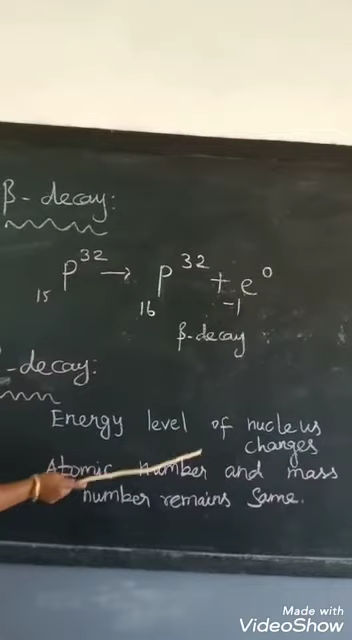 β-decay:
₁₅P³² → ₁₆P³² + ₋₁e⁰
β-decay
-decay:
Energy level of nucleus
charges
Atomic number and mass
number remains same.
Made with
VideoShow